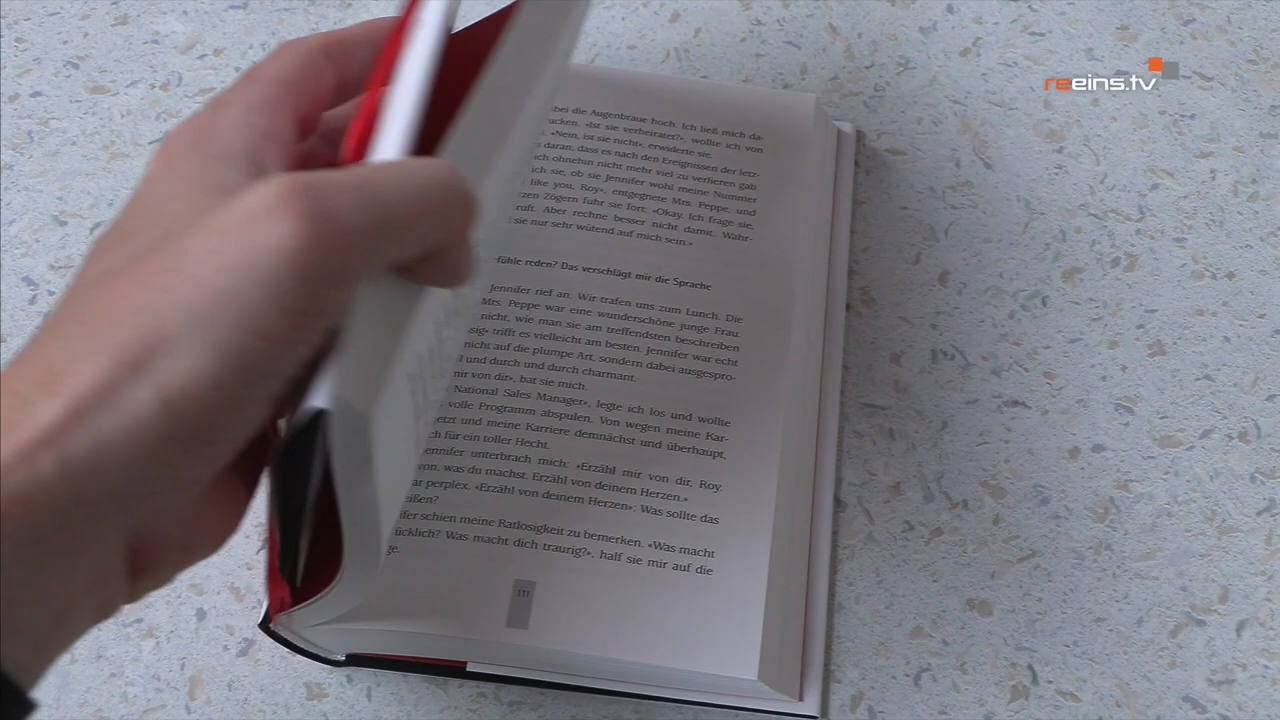 reeins.tv
bei die Augenbraue hoch. Ich ließ mich da-
ucken. «Ist sie verheiratet?», wollte ich von
. «Nein, ist sie nicht», erwiderte sie.
daran, dass es nach den Ereignissen der letz-
ich ohnehin nicht mehr viel zu verlieren gab
ich sie, ob sie Jennifer wohl meine Nummer
like you, Roy», entgegnete Mrs. Peppe, und
zen Zögern fuhr sie fort: «Okay. Ich frage sie,
ruft. Aber rechne besser nicht damit. Wahr-
sie nur sehr wütend auf mich sein.»
fühle reden? Das verschlägt mir die Sprache
Jennifer rief an. Wir trafen uns zum Lunch. Die
Mrs. Peppe war eine wunderschöne junge Frau.
nicht, wie man sie am treffendsten beschreiben
ssig» trifft es vielleicht am besten. Jennifer war echt
nicht auf die plumpe Art, sondern dabei ausgespro-
l und durch und durch charmant.
mir von dir», bat sie mich.
National Sales Manager», legte ich los und wollte
volle Programm abspulen. Von wegen meine Kar-
etzt und meine Karriere demnächst und überhaupt,
ch für ein toller Hecht.
ennifer unterbrach mich: «Erzähl mir von dir, Roy.
von, was du machst. Erzähl von deinem Herzen.»
ar perplex. «Erzähl von deinem Herzen»: Was sollte das
eißen?
ifer schien meine Ratlosigkeit zu bemerken. «Was macht
ücklich? Was macht dich traurig?», half sie mir auf die
ge.
111